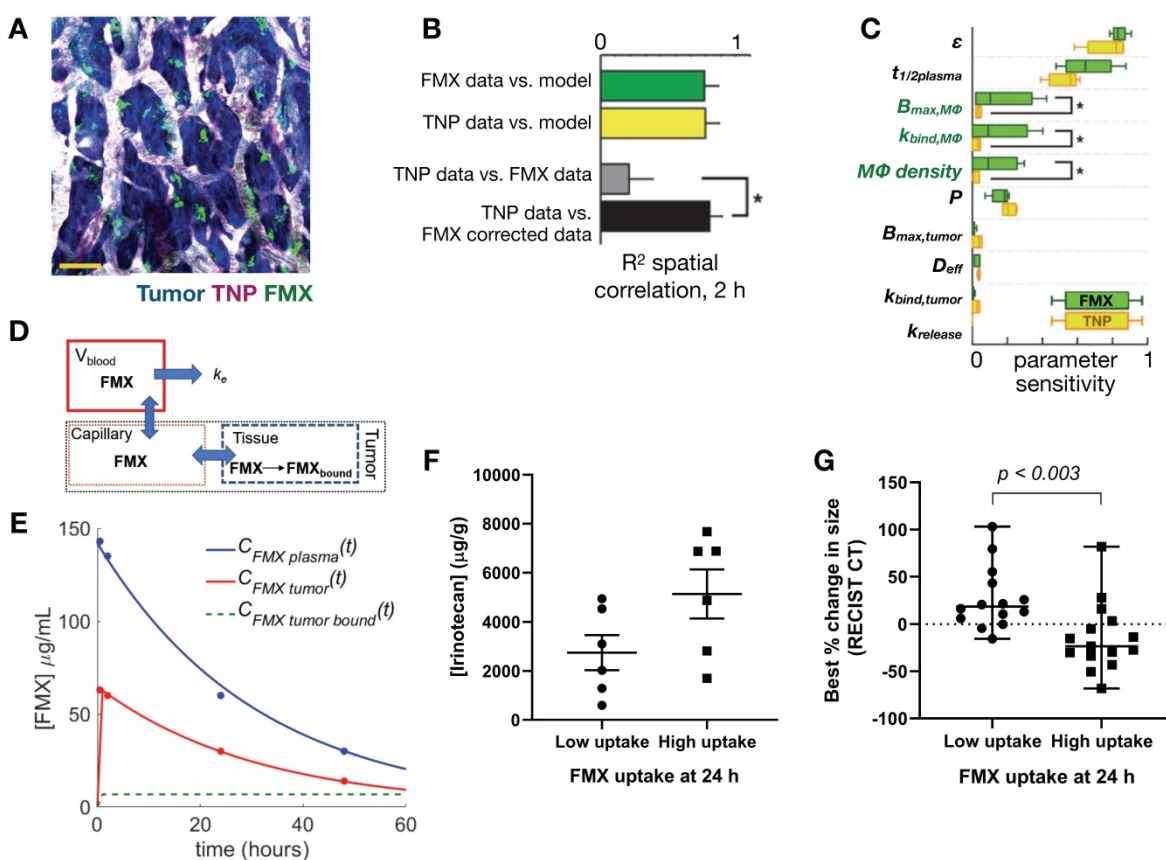 A
Tumor TNP FMX
B
0 1
FMX data vs. model
TNP data vs. model
TNP data vs. FMX data
TNP data vs.
FMX corrected data
*
R² spatial
correlation, 2 h
C
ε
t1/2plasma
Bmax,MΦ
*
kbind,MΦ
*
MΦ density
*
P
Bmax,tumor
Deff
kbind,tumor
FMX
TNP
krelease
0 1
parameter
sensitivity
D
Vblood
FMX
ke
Capillary
FMX
Tissue
FMX→FMXbound
Tumor
E
150
100
50
0
[FMX] μg/mL
C FMX plasma(t)
C FMX tumor(t)
C FMX tumor bound(t)
0 20 40 60
time (hours)
F
[Irinotecan] (μg/g)
10000
8000
6000
4000
2000
0
Low uptake High uptake
FMX uptake at 24 h
G
p < 0.003
Best % change in size
(RECIST CT)
150
100
50
0
-50
-100
Low uptake High uptake
FMX uptake at 24 h